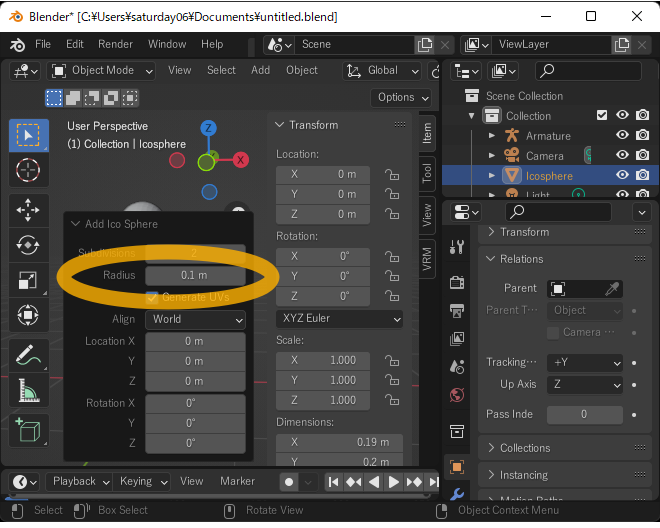 Blender* [C:¥Users¥saturday06¥Documents¥untitled.blend]
File Edit Render Window Help Scene ViewLayer
Object Mode View Select Add Object Global
Options
User Perspective
(1) Collection | Icosphere
Z
X
Add Ico Sphere
Subdivisions 2
Radius 0.1 m
Generate UVs
Align World
Location X 0 m
Y 0 m
Z 0 m
Rotation X 0°
Y 0°
Z 0°
Transform
Location:
X 0 m
Y 0 m
Z 0 m
Rotation:
X 0°
Y 0°
Z 0°
XYZ Euler
Scale:
X 1.000
Y 1.000
Z 1.000
Dimensions:
X 0.19 m
Y 0.2 m
Item
Tool
View
VRM
Scene Collection
Collection
Armature
Camera
Icosphere
Light
Transform
Relations
Parent
Parent T··· Object
Camera ···
Tracking··· +Y
Up Axis Z
Pass Inde 0
Collections
Instancing
Motion Paths
Playback Keying View Marker
Select Box Select Rotate View Object Context Menu